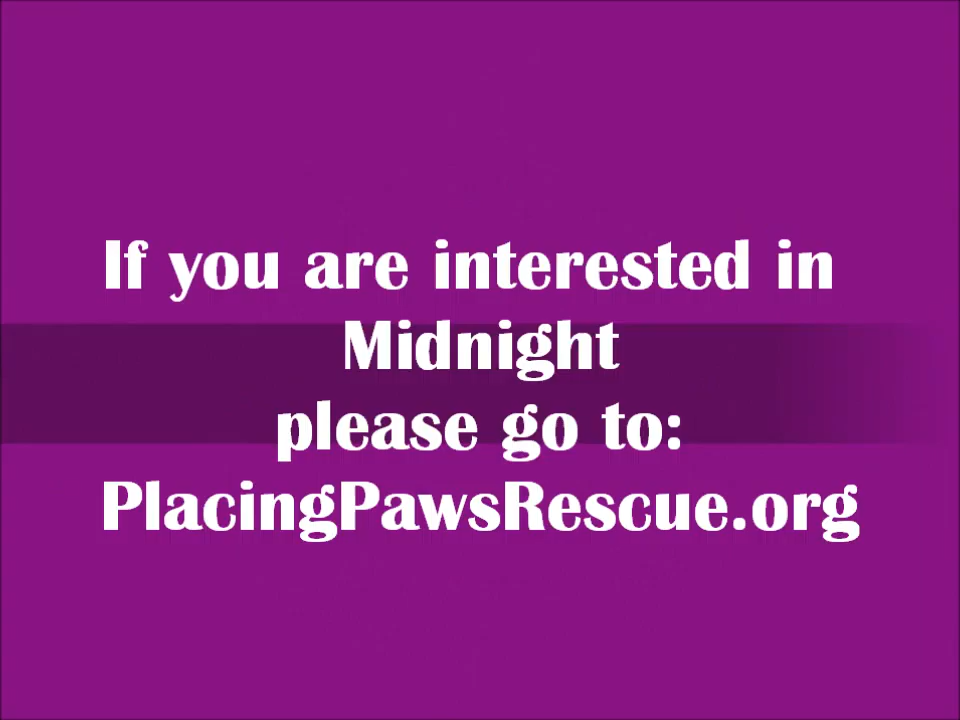 If you are interested in
Midnight
please go to:
PlacingPawsRescue.org